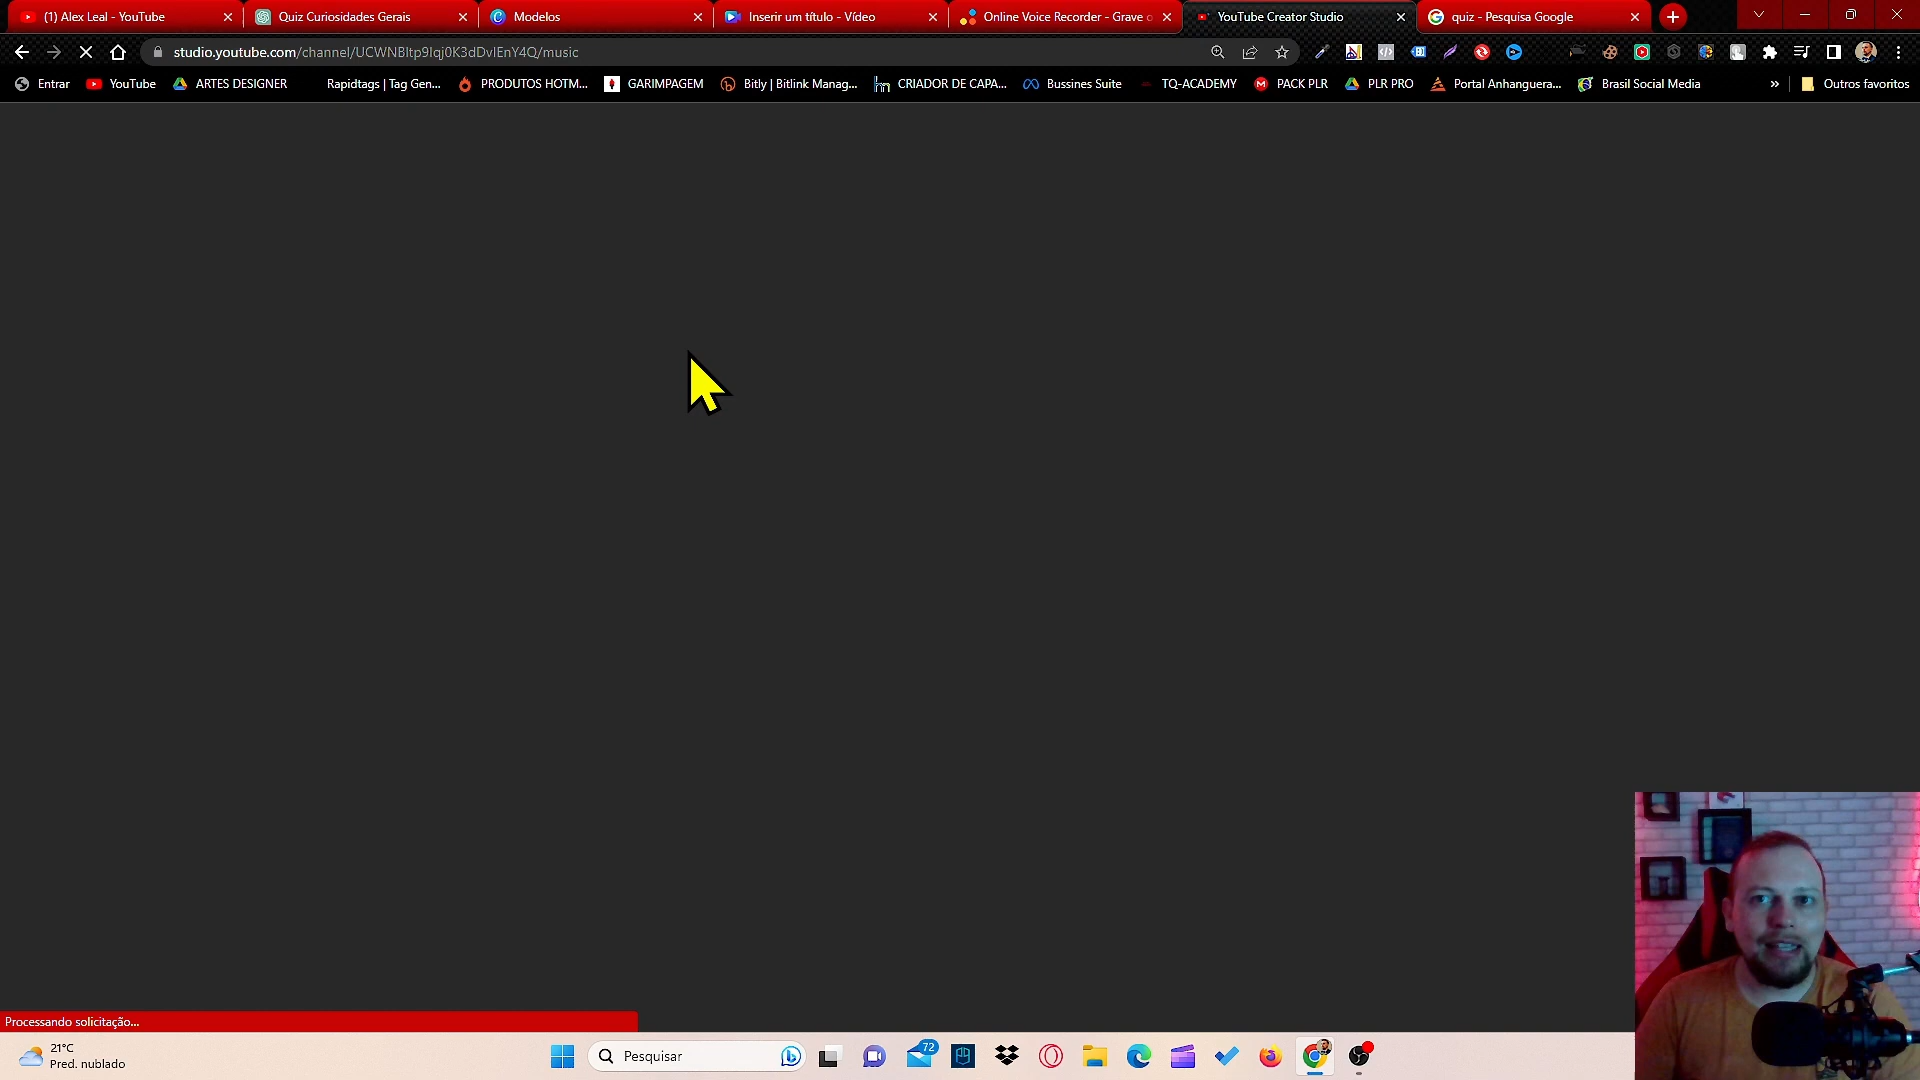 (1) Alex Leal - YouTube
Quiz Curiosidades Gerais
Modelos
Inserir um título - Vídeo
Online Voice Recorder - Grave o
YouTube Creator Studio
quiz - Pesquisa Google
studio.youtube.com/channel/UCWNBltp9Iqj0K3dDvlEnY4Q/music
Entrar
YouTube
ARTES DESIGNER
Rapidtags | Tag Gen...
PRODUTOS HOTM...
GARIMPAGEM
Bitly | Bitlink Manag...
CRIADOR DE CAPA...
Bussines Suite
TQ-ACADEMY
PACK PLR
PLR PRO
Portal Anhanguera...
Brasil Social Media
»
Outros favoritos
Processando solicitação...
21°C
Pred. nublado
Pesquisar
72